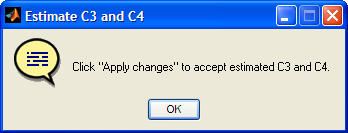 Estimate C3 and C4
Click "Apply changes" to accept estimated C3 and C4.
OK